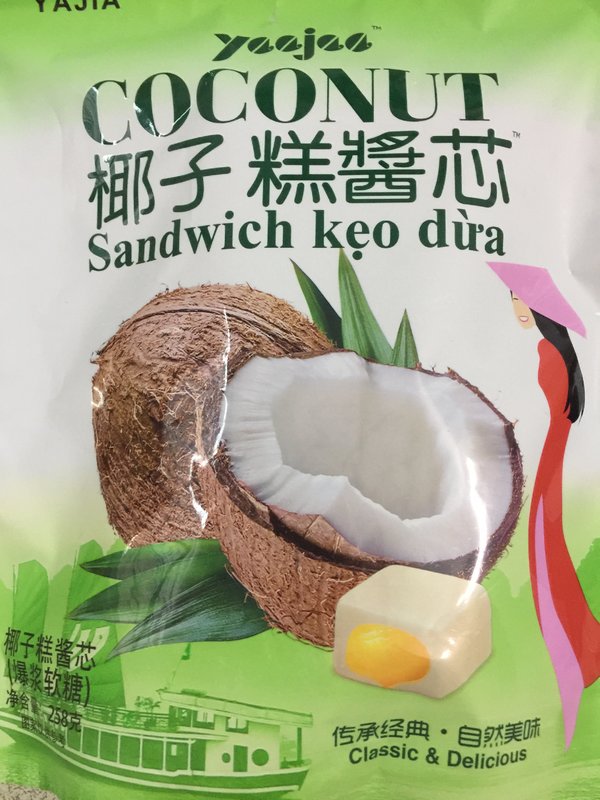 YAJIA
yaajaa™
COCONUT
椰子糕醬芯™
Sandwich kẹo dừa
椰子糕醬芯
(爆浆软糖)
净含量: 258克
传承经典·自然美味
Classic & Delicious